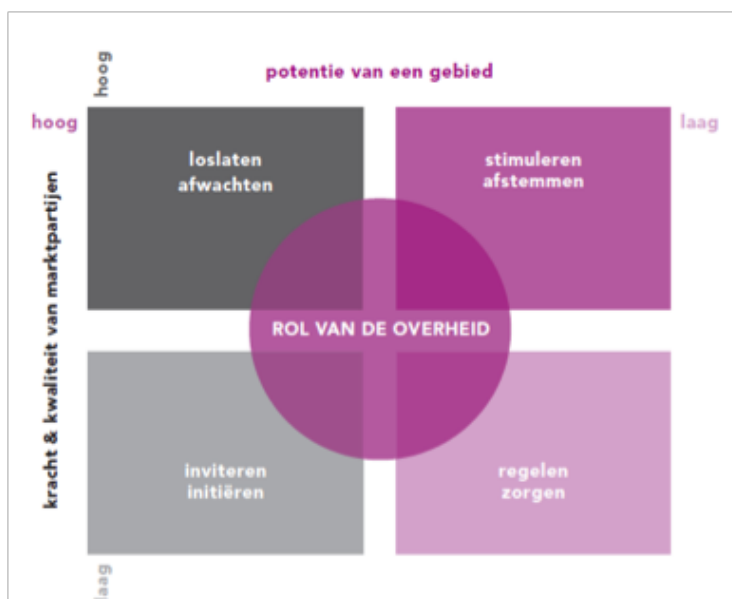 hoog
potentie van een gebied
hoog
laag
loslaten
afwachten
stimuleren
afstemmen
kracht & kwaliteit van marktpartijen
ROL VAN DE OVERHEID
inviteren
initiëren
regelen
zorgen
laag